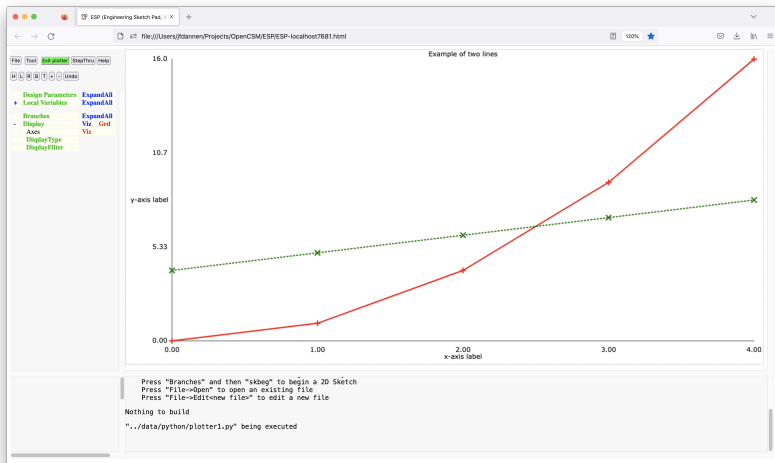 ESP (Engineering Sketch Pad, V
file:///Users/jfdannen/Projects/OpenCSM/ESP/ESP-localhost7681.html
120%
File Tool Exit plotter StepThru Help
H L R B T + - Undo
Design Parameters ExpandAll
+ Local Variables ExpandAll
Branches ExpandAll
- Display Viz Grd
Axes Viz
DisplayType
DisplayFilter
Example of two lines
16.0
10.7
y-axis label
5.33
0.00
0.00 1.00 2.00 3.00 4.00
x-axis label
Press "Branches" and then "skbeg" to begin a 2D Sketch
Press "File->Open" to open an existing file
Press "File->Edit<new file>" to edit a new file
Nothing to build
"../data/python/plotter1.py" being executed